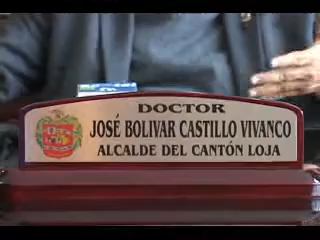 DOCTOR
JOSÉ BOLIVAR CASTILLO VIVANCO
ALCALDE DEL CANTÓN LOJA